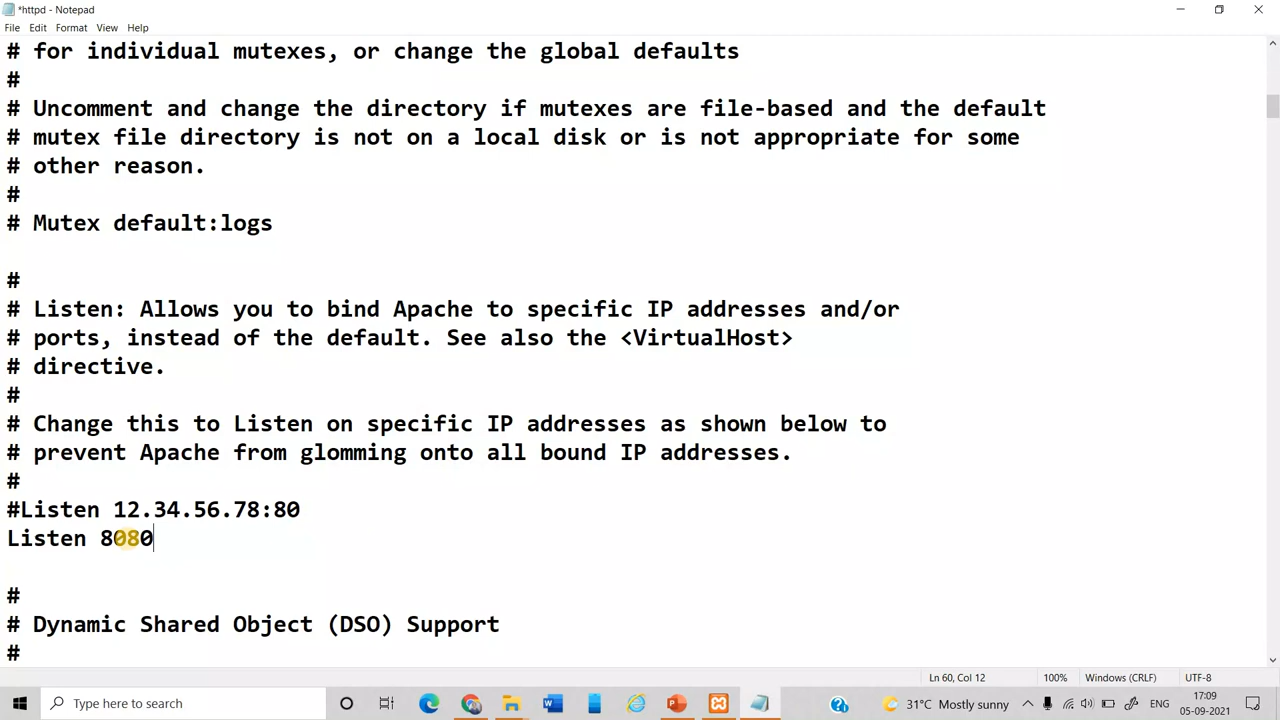 *httpd - Notepad
File Edit Format View Help
# for individual mutexes, or change the global defaults
#
# Uncomment and change the directory if mutexes are file-based and the default
# mutex file directory is not on a local disk or is not appropriate for some
# other reason.
#
# Mutex default:logs
#
# Listen: Allows you to bind Apache to specific IP addresses and/or
# ports, instead of the default. See also the <VirtualHost>
# directive.
#
# Change this to Listen on specific IP addresses as shown below to
# prevent Apache from glomming onto all bound IP addresses.
#
#Listen 12.34.56.78:80
Listen 8080
#
# Dynamic Shared Object (DSO) Support
#
Ln 60, Col 12 100% Windows (CRLF) UTF-8
Type here to search
31°C Mostly sunny
ENG
17:09
05-09-2021